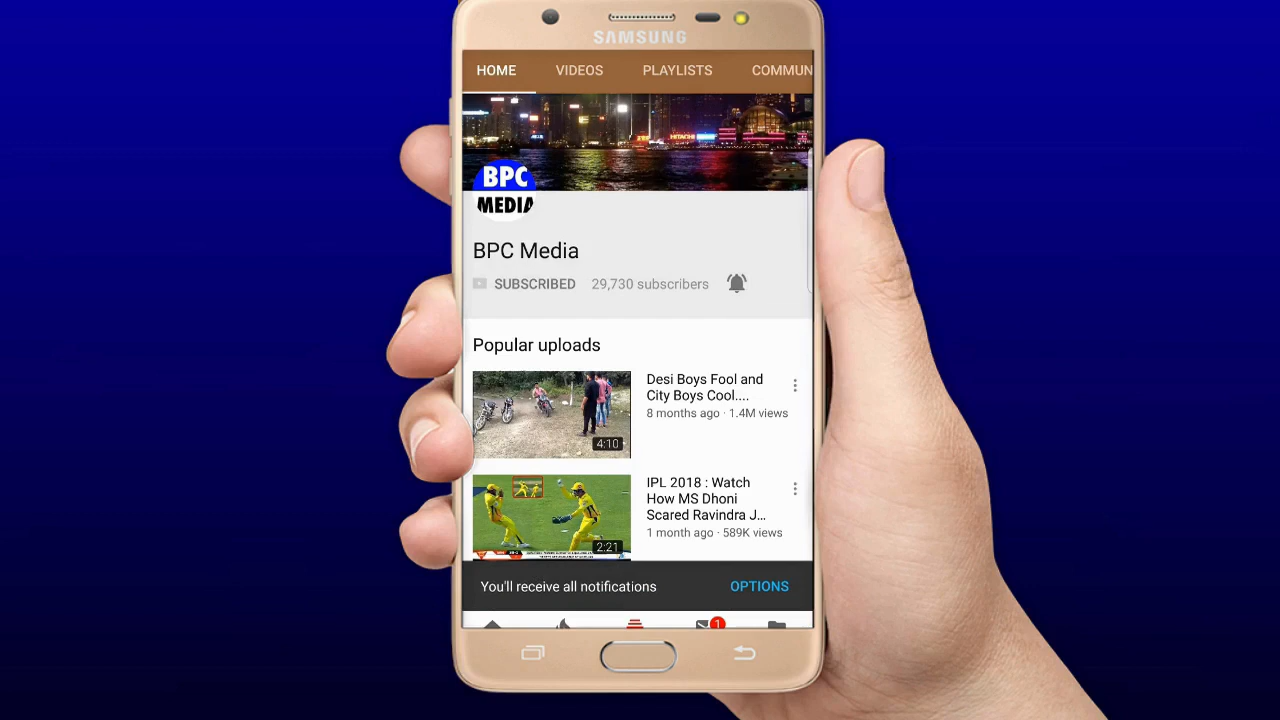 SAMSUNG
HOME VIDEOS PLAYLISTS COMMUN
HITACHI
BPC
MEDIA
BPC Media
SUBSCRIBED 29,730 subscribers
Popular uploads
Desi Boys Fool and
City Boys Cool....
8 months ago · 1.4M views
4:10
IPL 2018 : Watch
How MS Dhoni
Scared Ravindra J...
1 month ago · 589K views
2:21
You'll receive all notifications OPTIONS
1